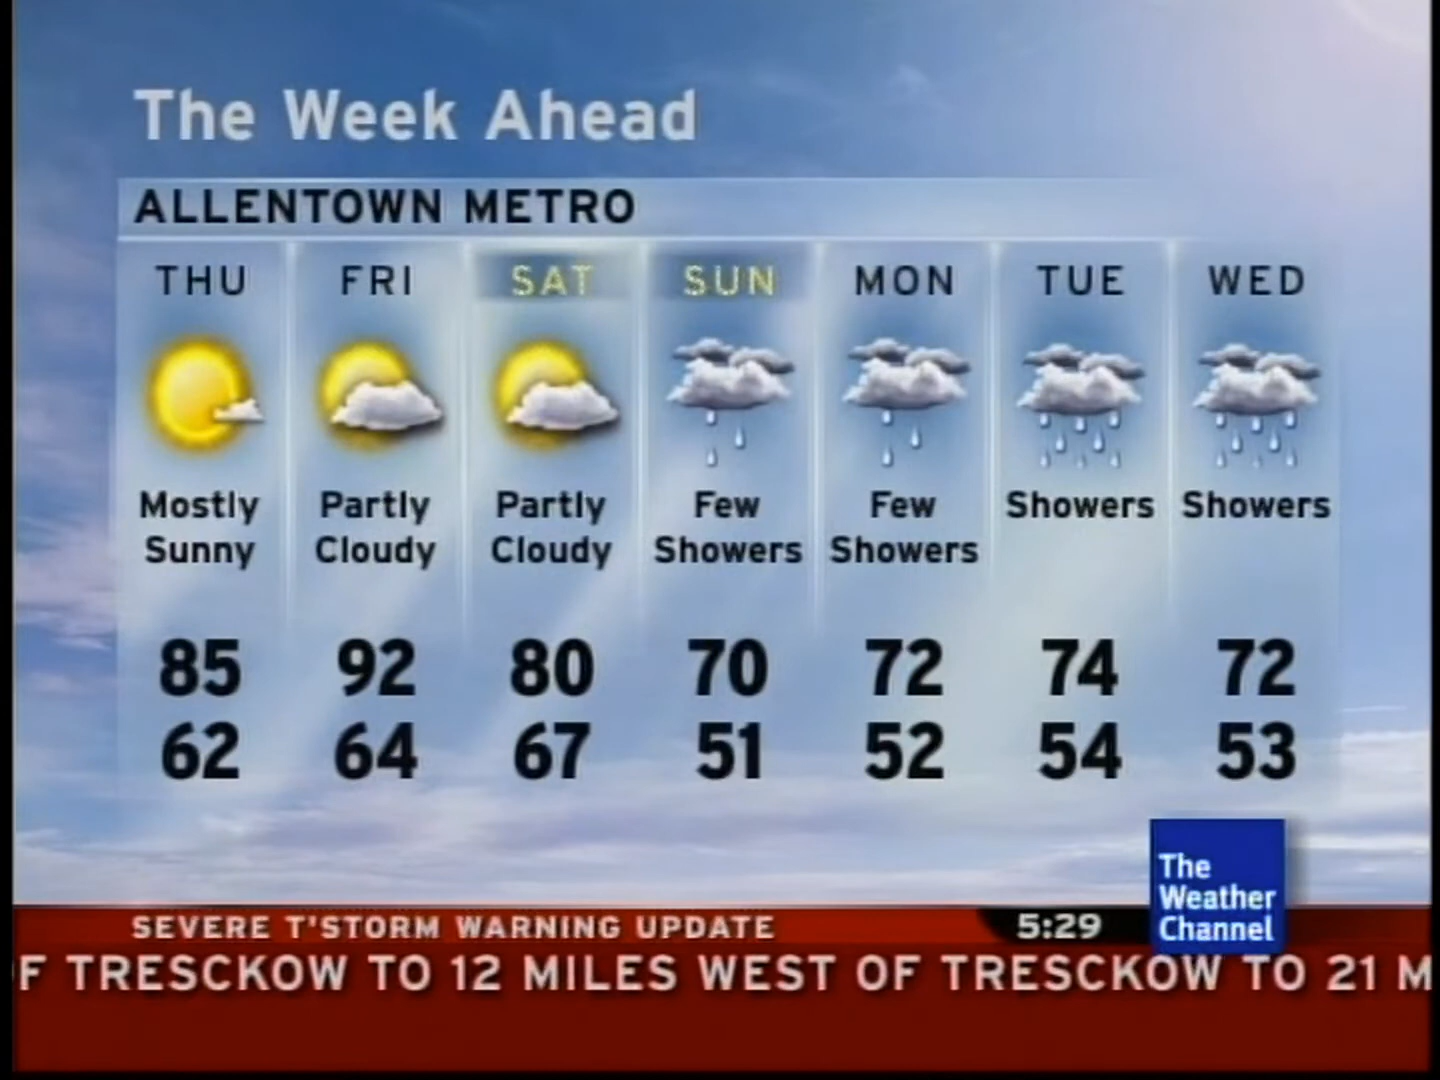 The Week Ahead
ALLENTOWN METRO
THU FRI SAT SUN MON TUE WED
Mostly Sunny
Partly Cloudy
Partly Cloudy
Few Showers
Few Showers
Showers
Showers
85 92 80 70 72 74 72
62 64 67 51 52 54 53
The
Weather
Channel
SEVERE T'STORM WARNING UPDATE 5:29
F TRESCKOW TO 12 MILES WEST OF TRESCKOW TO 21 M